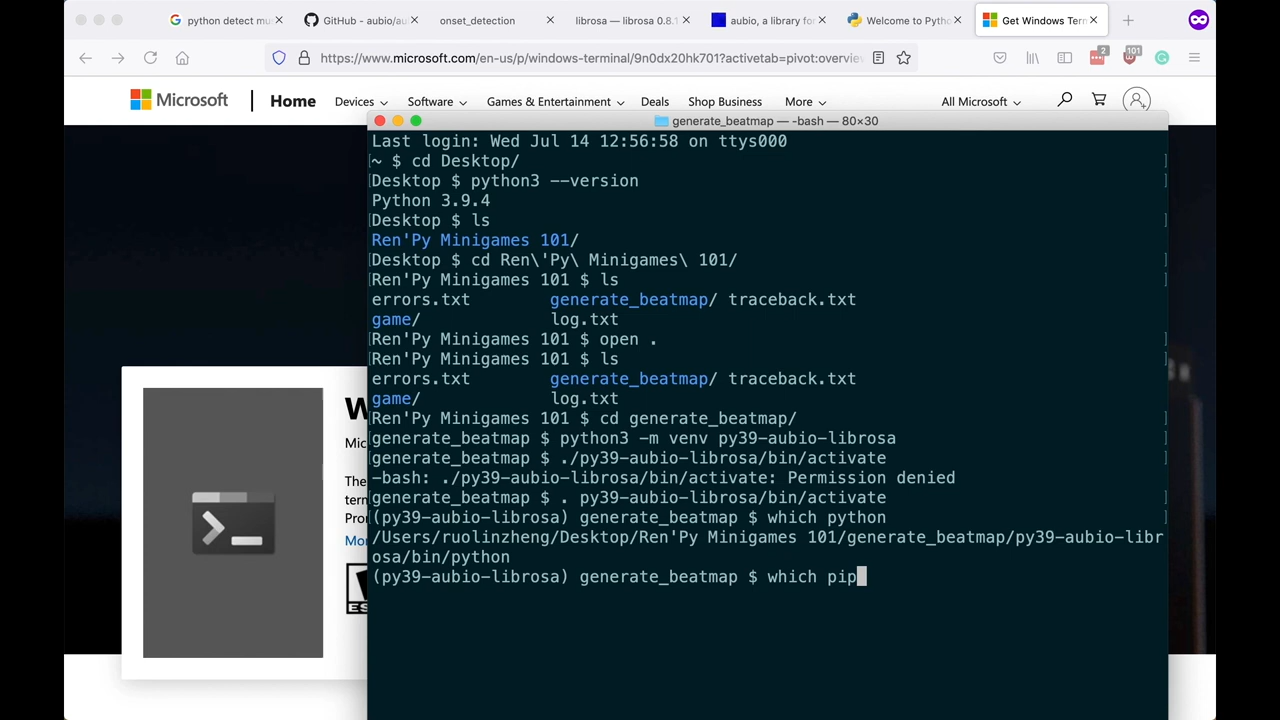 python detect mu
GitHub - aubio/au
onset_detection
librosa — librosa 0.8.1
aubio, a library fo
Welcome to Pytho
Get Windows Tern
https://www.microsoft.com/en-us/p/windows-terminal/9n0dx20hk701?activetab=pivot:overvie
2
101
Microsoft
Home
Devices
Software
Games & Entertainment
Deals
Shop Business
More
All Microsoft
generate_beatmap — -bash — 80×30
Last login: Wed Jul 14 12:56:58 on ttys000
[~ $ cd Desktop/ ]
[Desktop $ python3 --version ]
Python 3.9.4
[Desktop $ ls ]
Ren'Py Minigames 101/
[Desktop $ cd Ren\'Py\ Minigames\ 101/ ]
[Ren'Py Minigames 101 $ ls ]
errors.txt generate_beatmap/ traceback.txt
game/ log.txt
[Ren'Py Minigames 101 $ open . ]
[Ren'Py Minigames 101 $ ls ]
errors.txt generate_beatmap/ traceback.txt
game/ log.txt
[Ren'Py Minigames 101 $ cd generate_beatmap/ ]
[generate_beatmap $ python3 -m venv py39-aubio-librosa ]
[generate_beatmap $ ./py39-aubio-librosa/bin/activate ]
-bash: ./py39-aubio-librosa/bin/activate: Permission denied
[generate_beatmap $ . py39-aubio-librosa/bin/activate ]
[(py39-aubio-librosa) generate_beatmap $ which python ]
/Users/ruolinzheng/Desktop/Ren'Py Minigames 101/generate_beatmap/py39-aubio-libr
osa/bin/python
(py39-aubio-librosa) generate_beatmap $ which pip
W
Mic
The
term
Pro
Mo
E